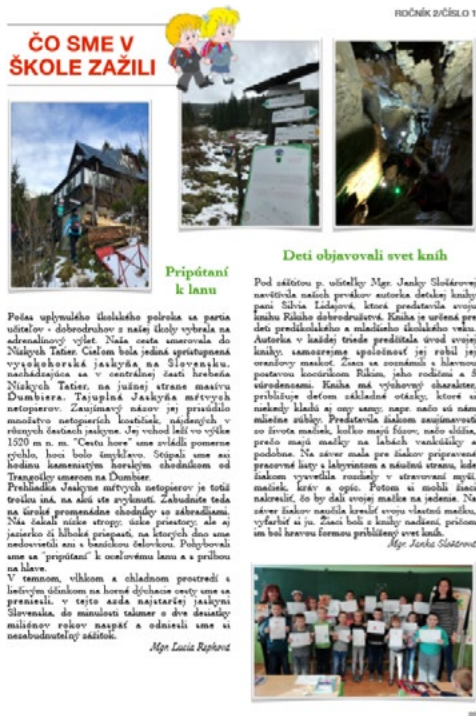 ROČNÍK 2/ČÍSLO 1
ČO SME V
ŠKOLE ZAŽILI
Pripútaní
k lanu
Počas uplynulého školského polroka sa partia
učiteľov - dobrodruhov z našej školy vybrala na
adrenalínový výlet. Naša cesta smerovala do
Nízkych Tatier. Cieľom bola jediná sprístupnená
vysokohorská jaskyňa na Slovensku,
nachádzajúca sa v centrálnej časti hrebeňa
Nízkych Tatier, na južnej strane masívu
Ďumbiera. Tajuplná Jaskyňa mŕtvych
netopierov. Zaujímavý názov jej prisúdilo
množstvo netopierích kostičiek, nájdených v
rôznych častiach jaskyne. Jej vchod leží vo výške
1520 m n. m. "Cestu hore" sme zvládli pomerne
rýchlo, hoci bolo šmykľavo. Stúpali sme asi
hodinu kamenistým horským chodníkom od
Trangošky smerom na Ďumbier.
Prehliadka Jaskyne mŕtvych netopierov je totiž
trošku iná, na akú ste zvyknutí. Zabudnite teda
na široké promenádne chodníky so zábradliami.
Nás čakali nízke stropy, úzke priestory, ale aj
jazierko či hlboké priepasti, na ktorých dno sme
nedosvietili ani s baníckou čelovkou. Pohybovali
sme sa "pripútaní" k oceľovému lanu a s prilbou
na hlave.
V temnom, vlhkom a chladnom prostredí s
liečivým účinkom na horné dýchacie cesty sme sa
preniesli, v tejto azda najstaršej jaskyni
Slovenska, do minulosti takmer o dve desiatky
miliónov rokov naspäť a odniesli sme si
nezabudnuteľný zážitok.
Mgr. Lucia Repková
Deti objavovali svet kníh
Pod záštitou p. učiteľky Mgr. Janky Slošárovej
navštívila našich prvákov autorka detskej knihy
pani Silvia Lidajová, ktorá predstavila svoju
knihu Rikiho dobrodružstvá. Kniha je určená pre
deti predškolského a mladšieho školského veku.
Autorka v každej triede prečítala úvod svojej
knihy, samozrejme spoločnosť jej robil jej
oranžový maskot. Žiaci sa zoznámili s hlavnou
postavou kocúrikom Rikim, jeho rodičmi a 5
súrodencami. Kniha má výchovný charakter,
približuje deťom základné otázky, ktoré si
niekedy kladú aj ony samy, napr. načo sú nám
mliečne zúbky. Predstavila žiakom zaujímavosti
zo života mačiek, koľko majú fúzov, načo slúžia,
prečo majú mačky na labách vankúšiky a
podobne. Na záver mala pre žiakov pripravené
pracovné listy s labyrintom a náučnú stranu, kde
žiakom vysvetlila rozdiely v stravovaní myší,
mačiek, kráv a opíc. Potom si mohli žiaci
nakresliť, čo by dali svojej mačke na jedenie. Na
záver žiakov naučila kresliť svoju vlastnú mačku,
vyfarbiť si ju. Žiaci boli s knihy nadšení, pričom
im bol hravou formou priblížený svet kníh.
Mgr. Janka Slošárová